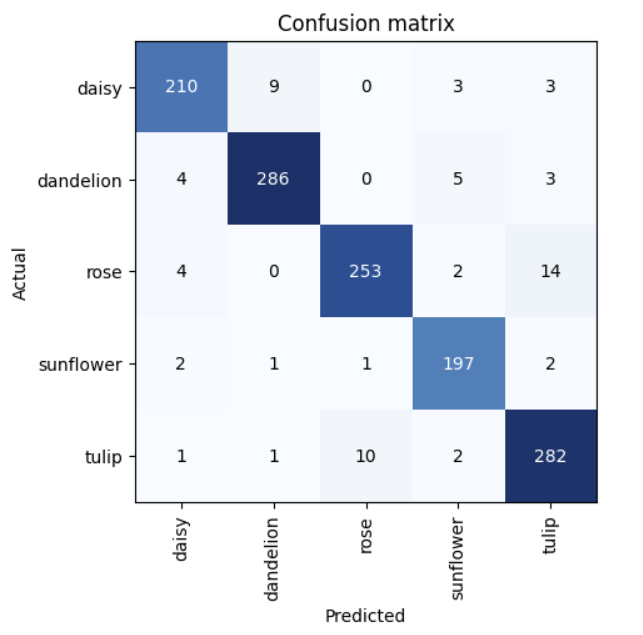 Confusion matrix
daisy 210 9 0 3 3
dandelion 4 286 0 5 3
rose 4 0 253 2 14
sunflower 2 1 1 197 2
tulip 1 1 10 2 282
Actual
daisy dandelion rose sunflower tulip
Predicted